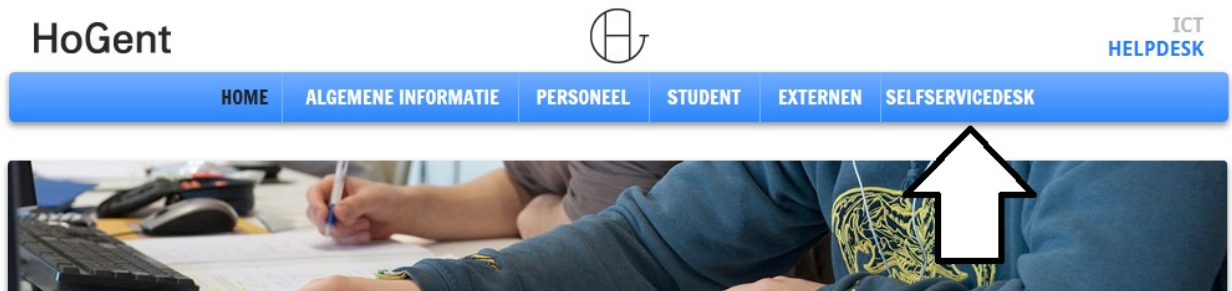 HoGent
ICT
HELPDESK
HOME ALGEMENE INFORMATIE PERSONEEL STUDENT EXTERNEN SELFSERVICEDESK